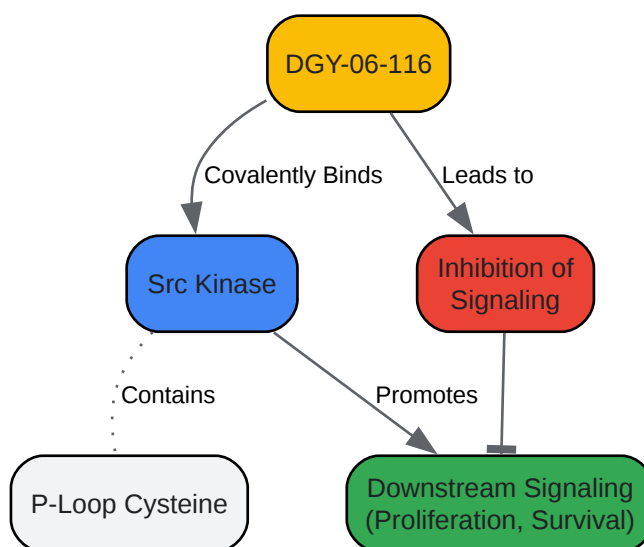 DGY-06-116
Covalently Binds
Leads to
Src Kinase
Inhibition of
Signaling
Contains
Promotes
P-Loop Cysteine
Downstream Signaling
(Proliferation, Survival)